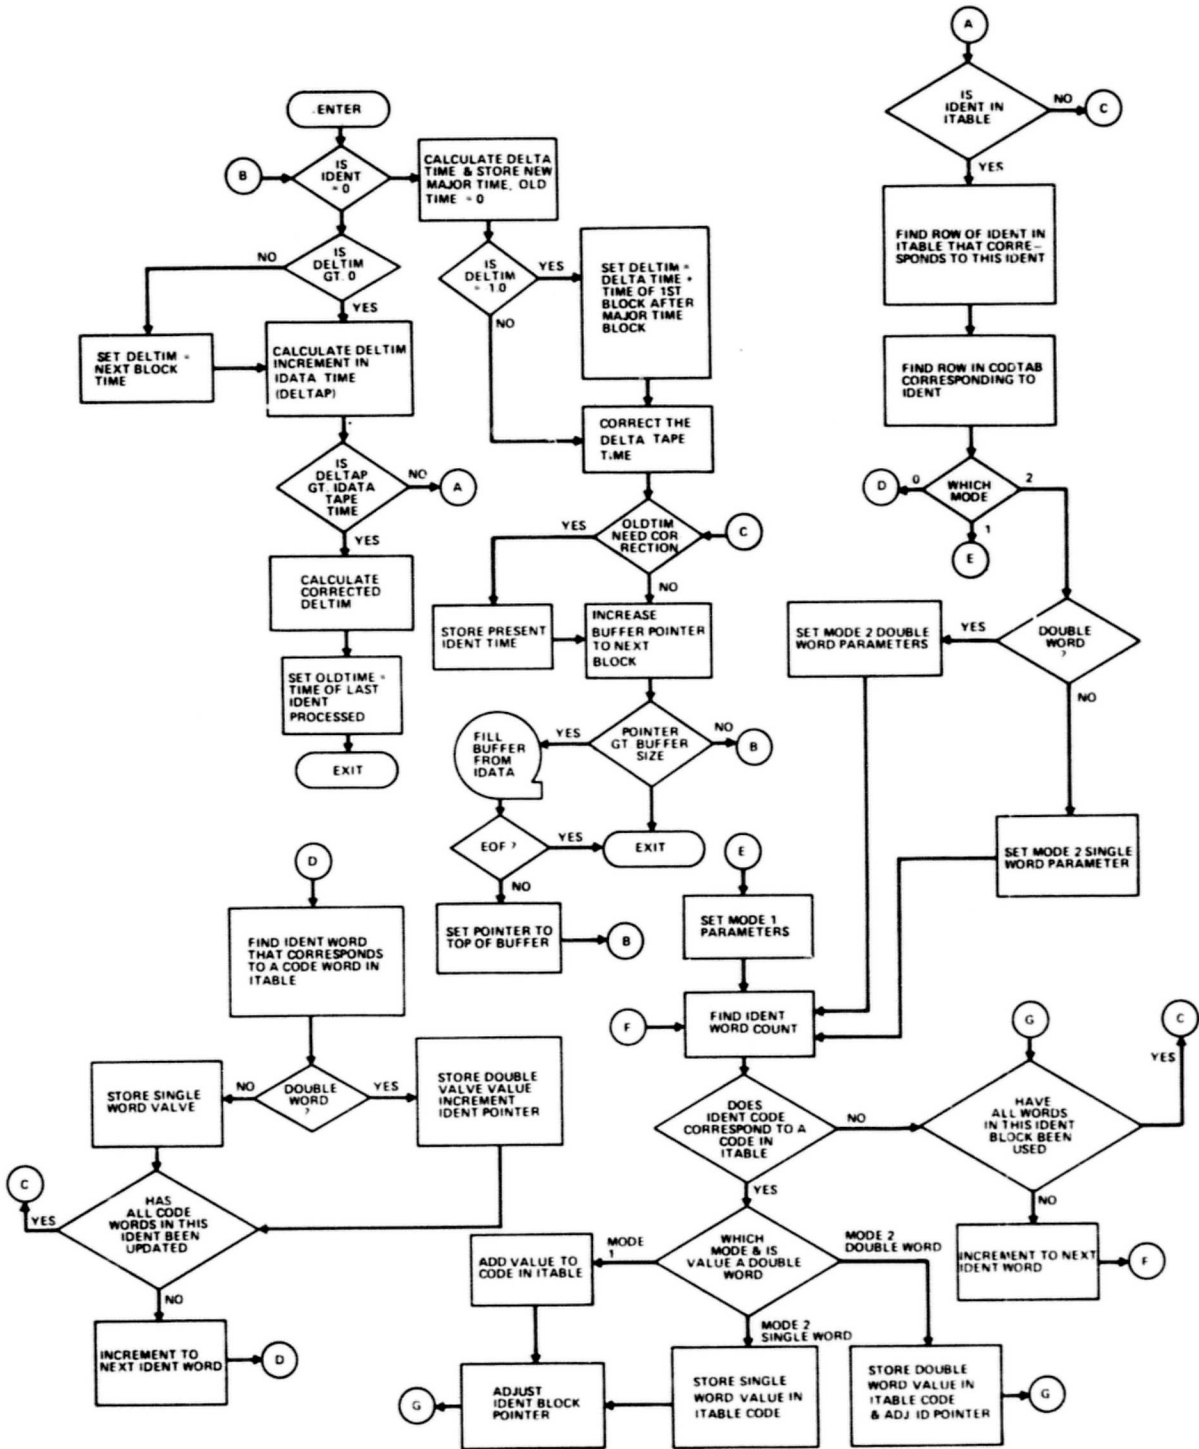 A
IS
IDENT IN
ITABLE
NO
C
YES
FIND ROW OF IDENT IN
ITABLE THAT CORRE-
SPONDS TO THIS IDENT
FIND ROW IN CODTAB
CORRESPONDING TO
IDENT
WHICH
MODE
0
D
2
1
E
DOUBLE
WORD
?
YES
SET MODE 2 DOUBLE
WORD PARAMETERS
NO
SET MODE 2 SINGLE
WORD PARAMETER
ENTER
B
IS
IDENT
= 0
CALCULATE DELTA
TIME & STORE NEW
MAJOR TIME, OLD
TIME = 0
IS
DELTIM
GT. 0
NO
YES
SET DELTIM =
NEXT BLOCK
TIME
CALCULATE DELTIM
INCREMENT IN
IDATA TIME
(DELTAP)
IS
DELTAP
GT. IDATA
TAPE
TIME
NO
A
YES
CALCULATE
CORRECTED
DELTIM
SET OLDTIME =
TIME OF LAST
IDENT
PROCESSED
EXIT
IS
DELTIM
= 1.0
YES
NO
SET DELTIM =
DELTA TIME +
TIME OF 1ST
BLOCK AFTER
MAJOR TIME
BLOCK
CORRECT THE
DELTA TAPE
TIME
OLDTIM
NEED COR-
RECTION
C
YES
NO
STORE PRESENT
IDENT TIME
INCREASE
BUFFER POINTER
TO NEXT
BLOCK
POINTER
GT BUFFER
SIZE
NO
B
YES
FILL
BUFFER
FROM
IDATA
EOF ?
YES
EXIT
NO
SET POINTER TO
TOP OF BUFFER
B
D
FIND IDENT WORD
THAT CORRESPONDS
TO A CODE WORD IN
ITABLE
DOUBLE
WORD
?
NO
YES
STORE SINGLE
WORD VALVE
STORE DOUBLE
VALVE VALUE
INCREMENT
IDENT POINTER
HAS
ALL CODE
WORDS IN THIS
IDENT BEEN
UPDATED
C
YES
NO
INCREMENT TO
NEXT IDENT WORD
D
E
SET MODE 1
PARAMETERS
F
FIND IDENT
WORD COUNT
DOES
IDENT CODE
CORRESPOND TO A
CODE IN
ITABLE
NO
YES
G
HAVE
ALL WORDS
IN THIS IDENT
BLOCK BEEN
USED
YES
C
NO
INCREMENT TO NEXT
IDENT WORD
F
WHICH
MODE & IS
VALUE A DOUBLE
WORD
MODE
1
ADD VALUE TO
CODE IN ITABLE
MODE 2
DOUBLE WORD
MODE 2
SINGLE WORD
ADJUST
IDENT BLOCK
POINTER
G
STORE SINGLE
WORD VALUE IN
ITABLE CODE
STORE DOUBLE
WORD VALUE IN
ITABLE CODE
& ADJ ID POINTER
G